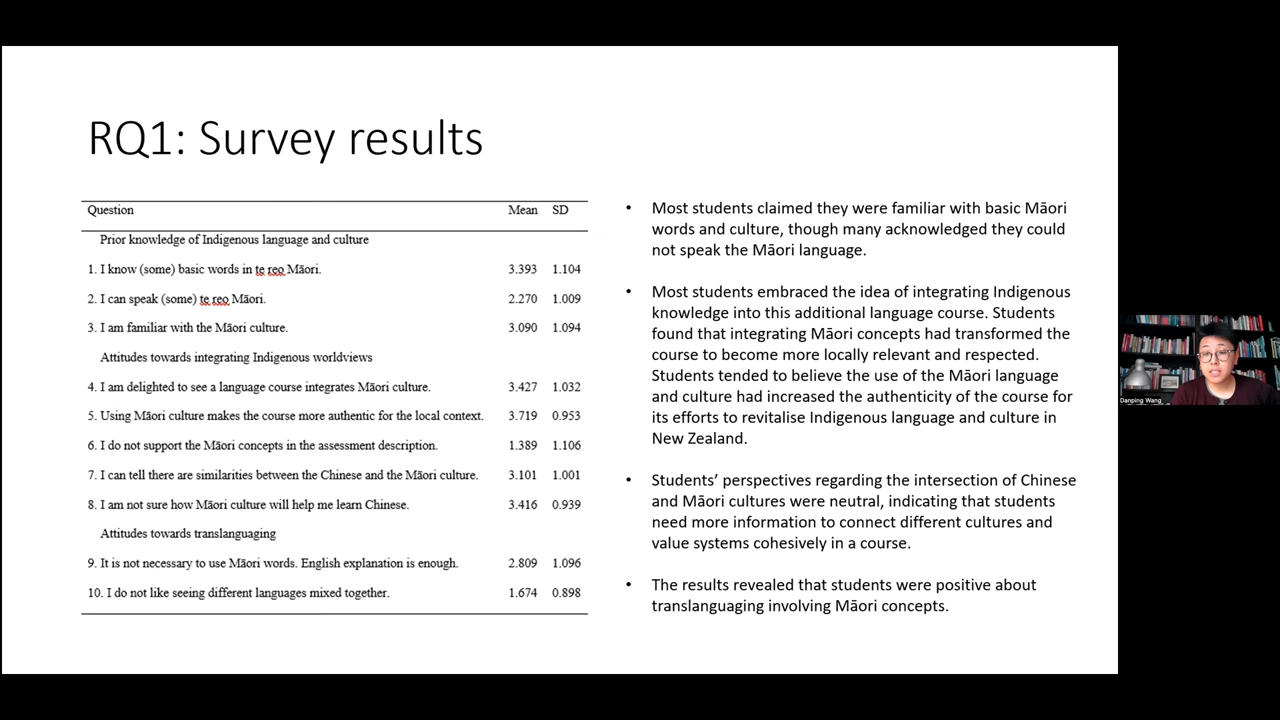 RQ1: Survey results
Question Mean SD
Prior knowledge of Indigenous language and culture
1. I know (some) basic words in te reo Māori. 3.393 1.104
2. I can speak (some) te reo Māori. 2.270 1.009
3. I am familiar with the Māori culture. 3.090 1.094
Attitudes towards integrating Indigenous worldviews
4. I am delighted to see a language course integrates Māori culture. 3.427 1.032
5. Using Māori culture makes the course more authentic for the local context. 3.719 0.953
6. I do not support the Māori concepts in the assessment description. 1.389 1.106
7. I can tell there are similarities between the Chinese and the Māori culture. 3.101 1.001
8. I am not sure how Māori culture will help me learn Chinese. 3.416 0.939
Attitudes towards translanguaging
9. It is not necessary to use Māori words. English explanation is enough. 2.809 1.096
10. I do not like seeing different languages mixed together. 1.674 0.898
• Most students claimed they were familiar with basic Māori
words and culture, though many acknowledged they could
not speak the Māori language.
• Most students embraced the idea of integrating Indigenous
knowledge into this additional language course. Students
found that integrating Māori concepts had transformed the
course to become more locally relevant and respected.
Students tended to believe the use of the Māori language
and culture had increased the authenticity of the course for
its efforts to revitalise Indigenous language and culture in
New Zealand.
• Students' perspectives regarding the intersection of Chinese
and Māori cultures were neutral, indicating that students
need more information to connect different cultures and
value systems cohesively in a course.
• The results revealed that students were positive about
translanguaging involving Māori concepts.
Danping Wang